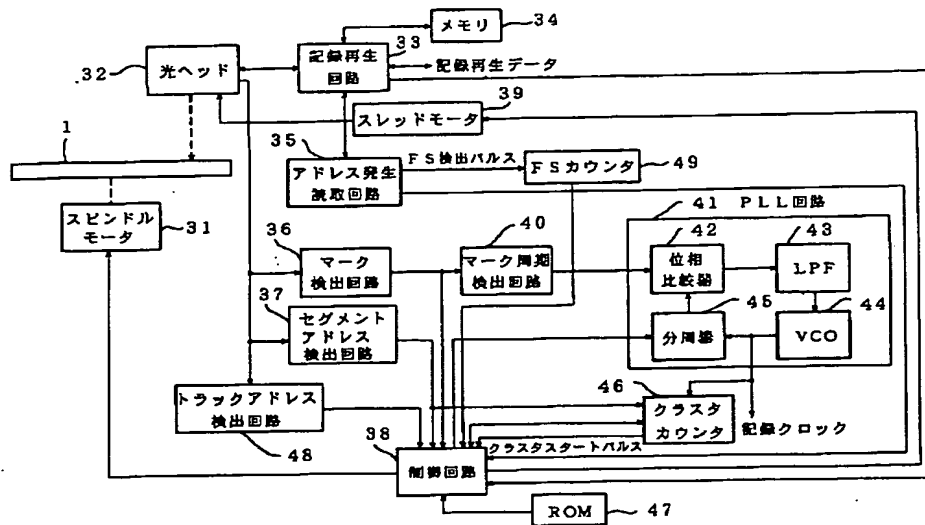 メモリ
34
33
記録再生
回路
32
光ヘッド
記録再生データ
39
スレッドモータ
1
35
アドレス発生
読取回路
FS検出パルス
FSカウンタ
49
スピンドル
モータ
31
41 PLL回路
36
マーク
検出回路
40
マーク周期
検出回路
42
位相
比較器
43
LPF
37
セグメント
アドレス
検出回路
45
分周器
44
VCO
46
クラスタ
カウンタ
トラックアドレス
検出回路
48
記録クロック
クラスタスタートパルス
38
制御回路
ROM
47